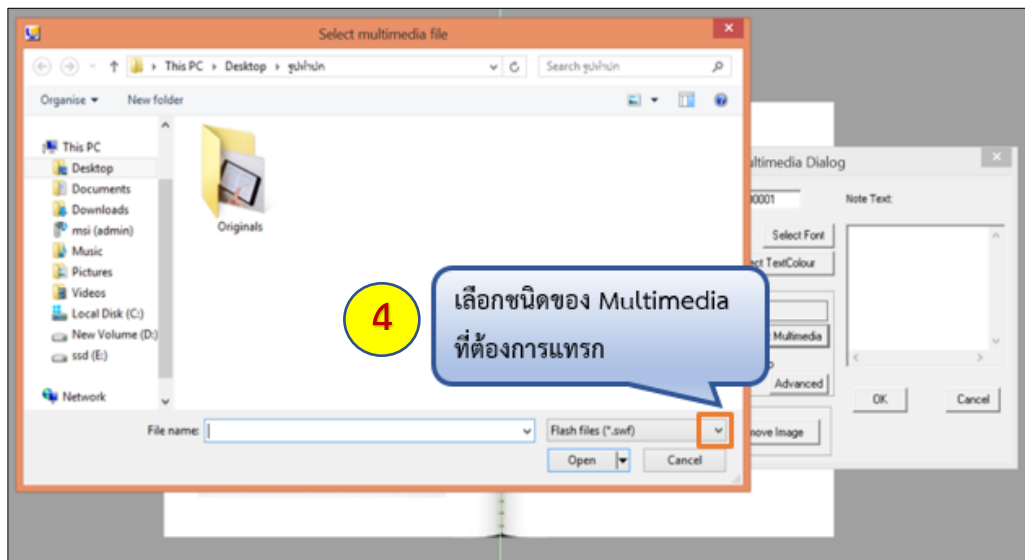 Select multimedia file
This PC Desktop รูปหน้าปก
Search รูปหน้าปก
Organise New folder
This PC
Desktop
Documents
Downloads
msi (admin)
Music
Pictures
Videos
Local Disk (C:)
New Volume (D:)
ssd (E:)
Network
Originals
4
เลือกชนิดของ Multimedia
ที่ต้องการแทรก
File name:
Flash files (*.swf)
Open Cancel
ultimedia Dialog
00001
Note Text:
Select Font
ect TextColour
Multimedia
Advanced
OK Cancel
nove Image